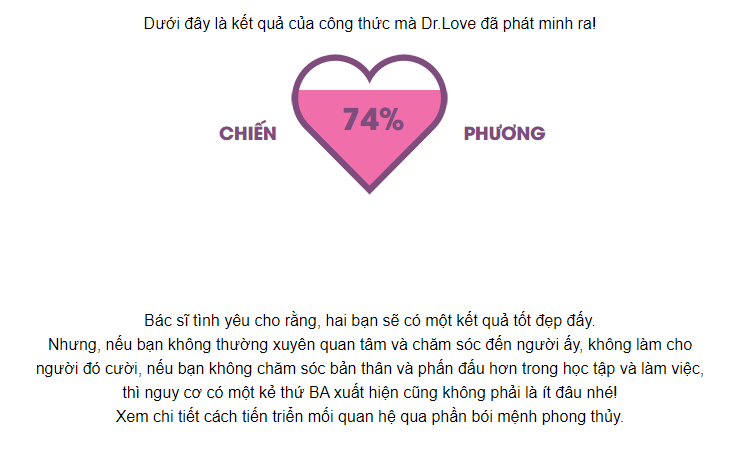 Dưới đây là kết quả của công thức mà Dr.Love đã phát minh ra!
CHIẾN
74%
PHƯƠNG
Bác sĩ tình yêu cho rằng, hai bạn sẽ có một kết quả tốt đẹp đấy.
Nhưng, nếu bạn không thường xuyên quan tâm và chăm sóc đến người ấy, không làm cho
người đó cười, nếu bạn không chăm sóc bản thân và phấn đấu hơn trong học tập và làm việc,
thì nguy cơ có một kẻ thứ BA xuất hiện cũng không phải là ít đâu nhé!
Xem chi tiết cách tiến triển mối quan hệ qua phần bói mệnh phong thủy.